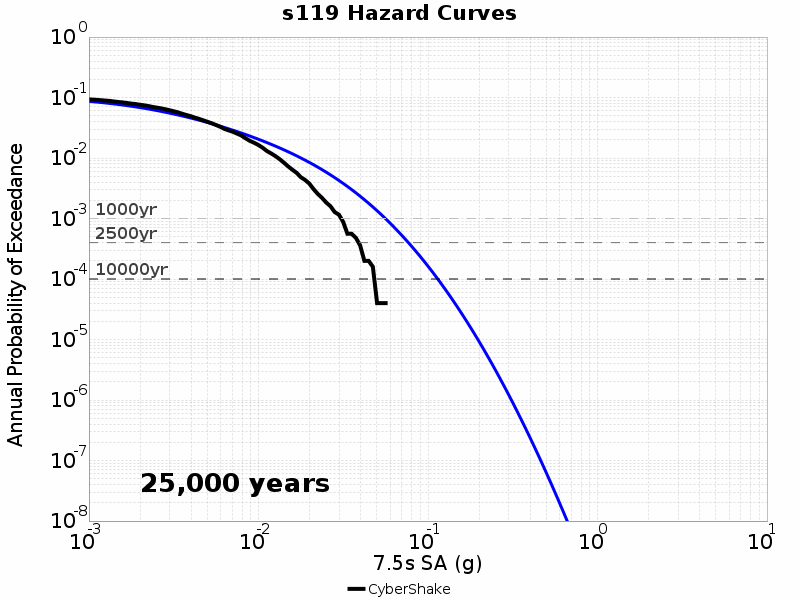 s119 Hazard Curves
Annual Probability of Exceedance
10^0
10^-1
10^-2
10^-3
10^-4
10^-5
10^-6
10^-7
10^-8
1000yr
2500yr
10000yr
25,000 years
10^-3 10^-2 10^-1 10^0 10^1
7.5s SA (g)
CyberShake